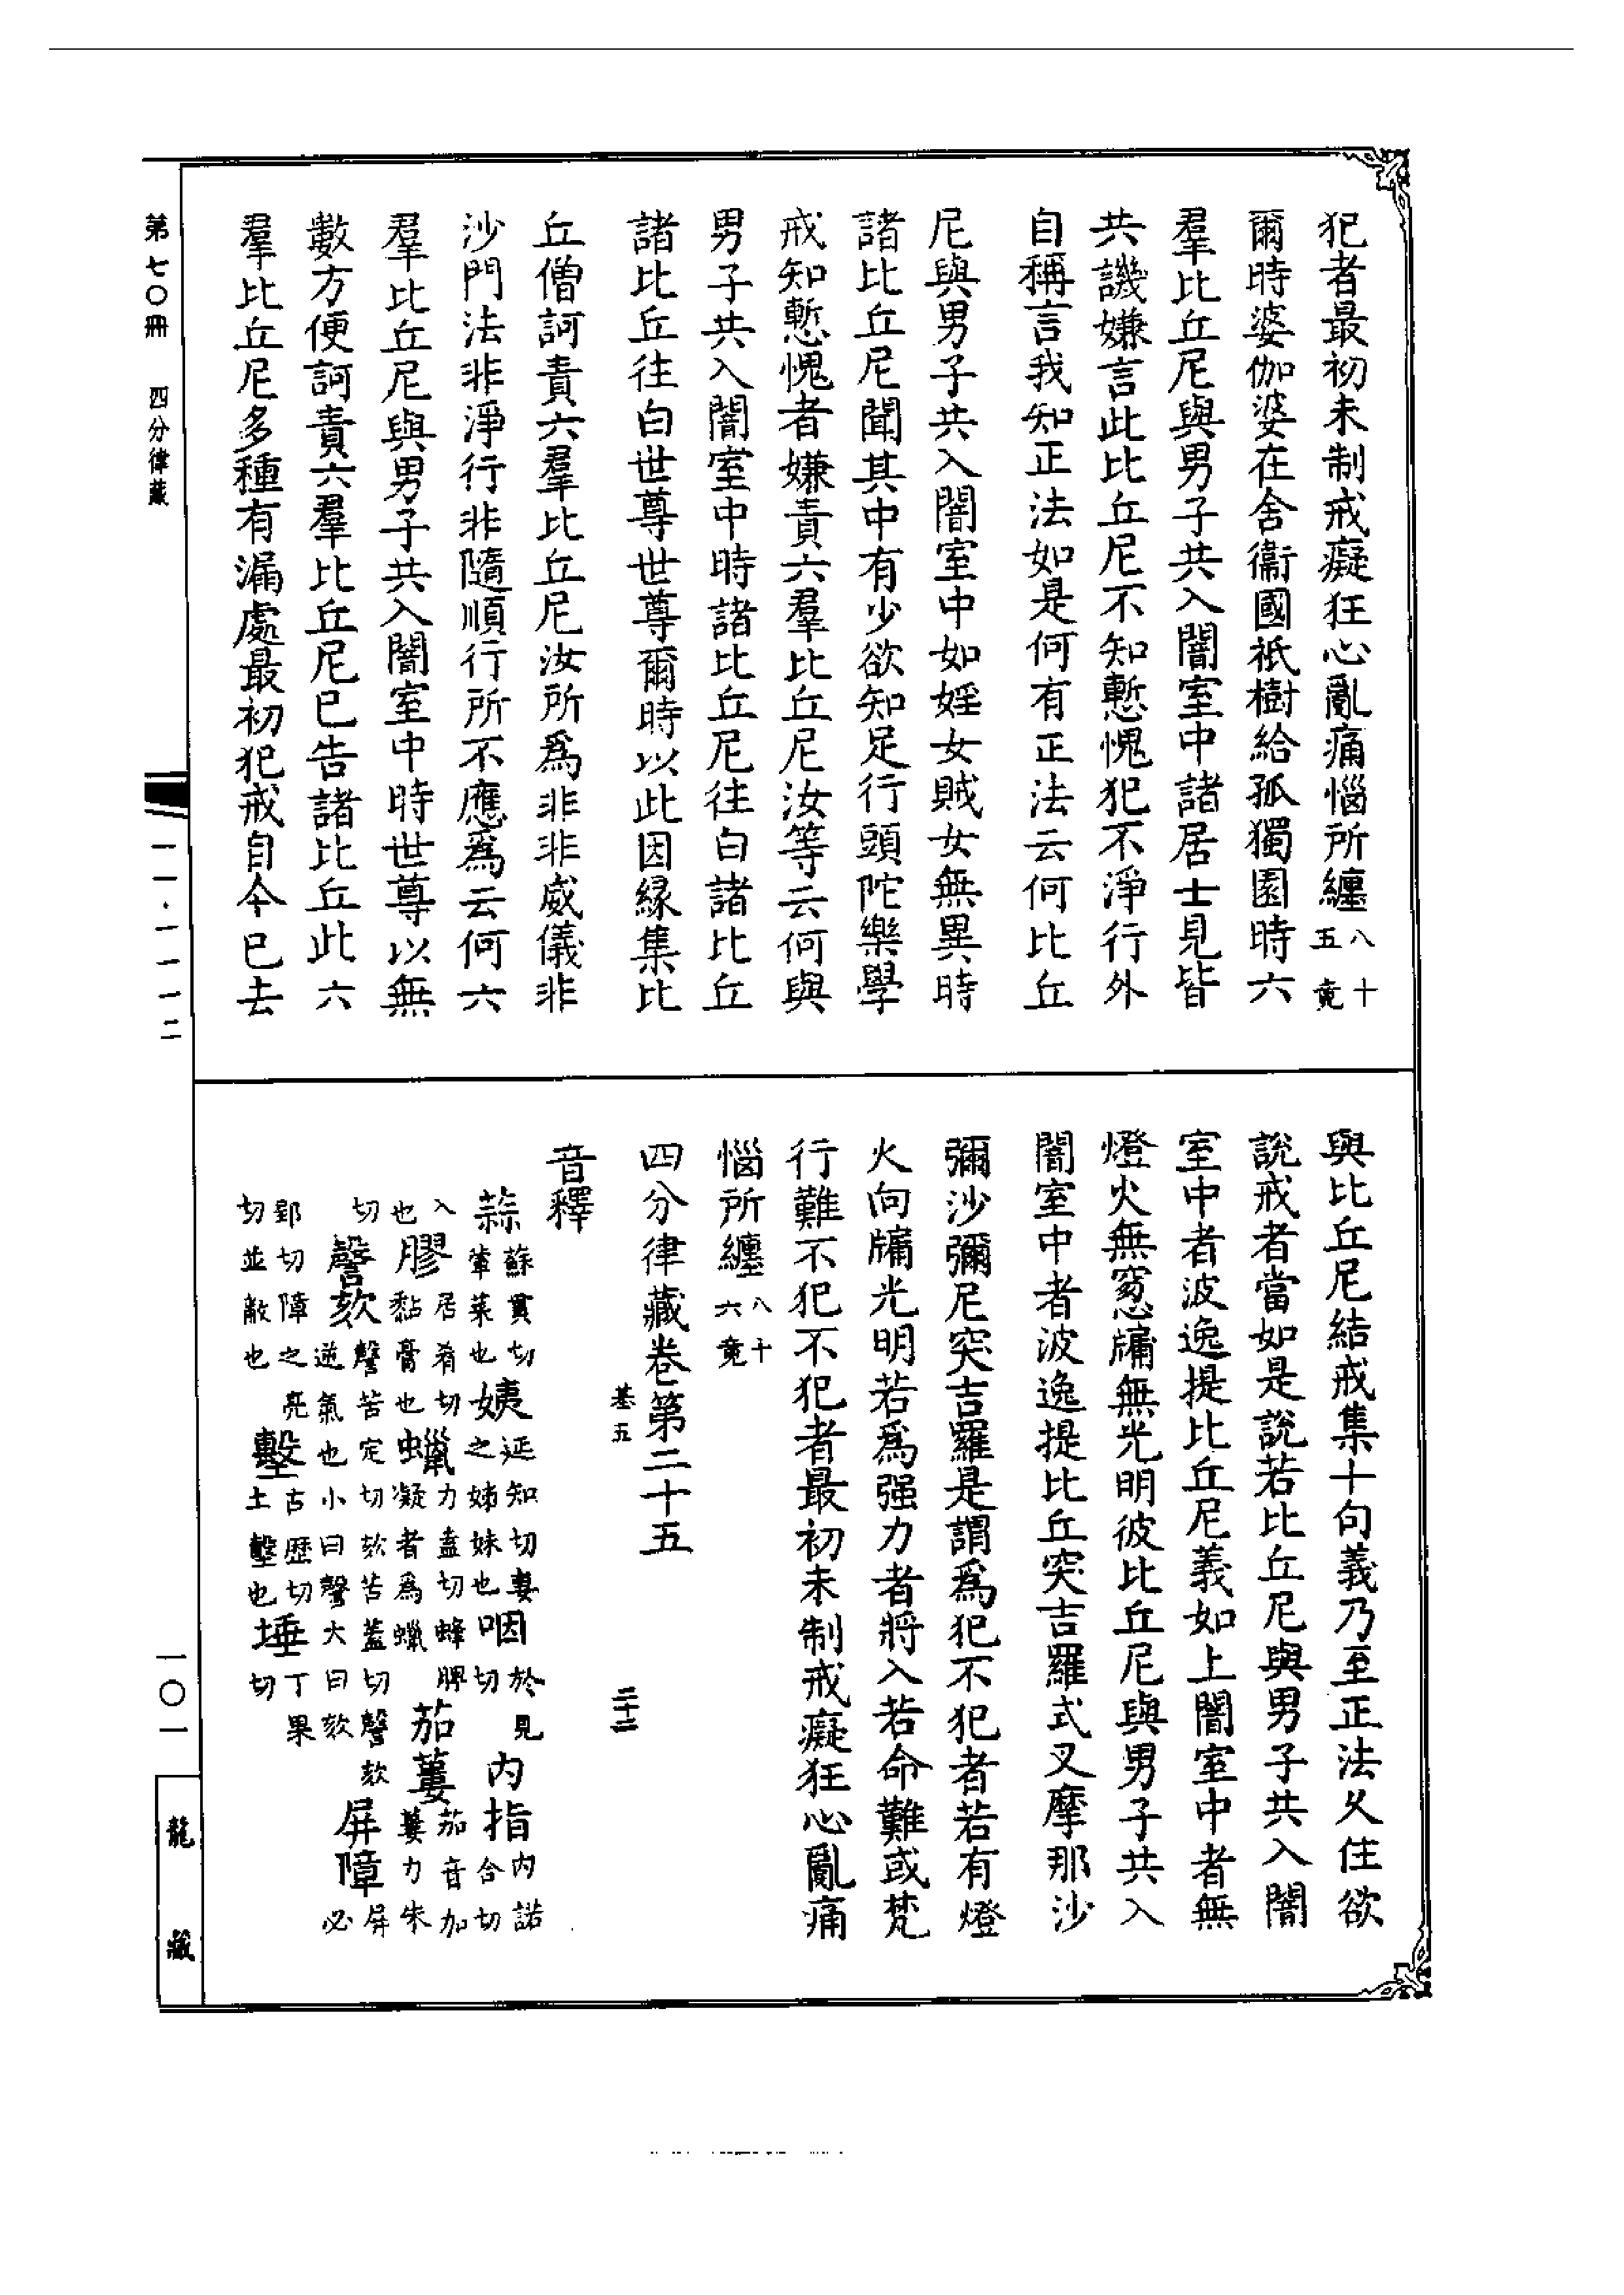 犯者最初未制戒癡狂心亂痛惱所纏八十五竟
爾時婆伽婆在舍衞國祇樹給孤獨園時六
羣比丘尼與男子共入闇室中諸居士見皆
共譏嫌言此比丘尼不知慙愧犯不淨行外
自稱言我知正法如是何有正法云何比丘
尼與男子共入闇室中如婬女賊女無異時
諸比丘尼聞其中有少欲知足行頭陀樂學
戒知慙愧者嫌責六羣比丘尼汝等云何與
男子共入闇室中時諸比丘尼往白諸比丘
諸比丘往白世尊世尊爾時以此因緣集比
丘僧訶責六羣比丘尼汝所爲非非威儀非
沙門法非淨行非隨順行所不應爲云何六
羣比丘尼與男子共入闇室中時世尊以無
數方便訶責六羣比丘尼已告諸比丘此六
羣比丘尼多種有漏處最初犯戒自今已去
與比丘尼結戒集十句義乃至正法久住欲
說戒者當如是說若比丘尼與男子共入闇
室中者波逸提比丘尼義如上闇室中者無
燈火無窻牖無光明彼比丘尼與男子共入
闇室中者波逸提比丘突吉羅式叉摩那沙
彌沙彌尼突吉羅是謂爲犯不犯者若有燈
火向牖光明若爲强力者將入若命難或梵
行難不犯不犯者最初未制戒癡狂心亂痛
惱所纏八十六竟
四分律藏卷第二十五
基五
音釋
蒜蘇貫切葷菜也 姨延知切妻之姊妹也 咽於見切 內指內諾合切
入也 膠居肴切黏膏也 蠟力盍切蜂脾凝者爲蠟 茄蔞茄音加蔞力朱
切 謦欬謦苦定切欬苦蓋切謦欬逆氣也小曰謦大曰欬 屏障屏必
郢切障之亮切並蔽也 墼古歷切土墼也 埵丁果切
第七〇冊 四分律藏
一一·一一一二
一〇一
龍藏